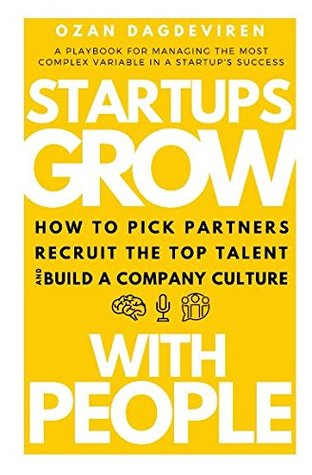 OZAN DAGDEVIREN
A PLAYBOOK FOR MANAGING THE MOST
COMPLEX VARIABLE IN A STARTUP'S SUCCESS
STARTUPS
GROW
HOW TO PICK PARTNERS
RECRUIT THE TOP TALENT
AND BUILD A COMPANY CULTURE
WITH
PEOPLE